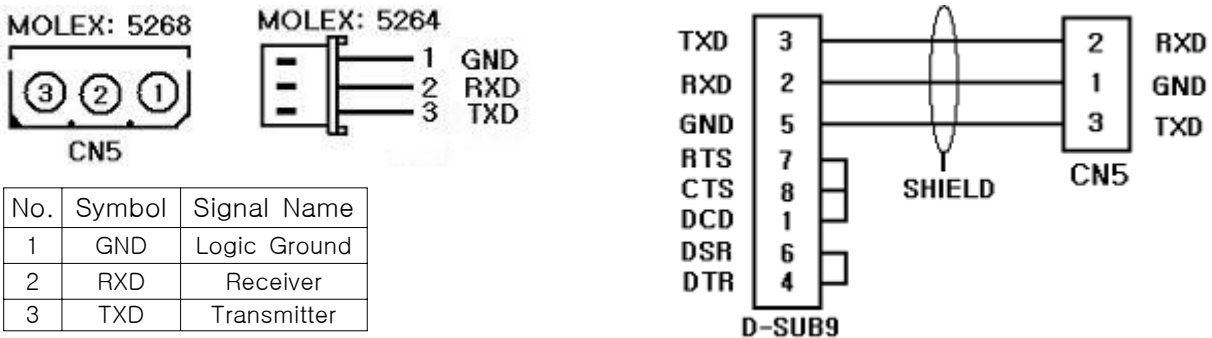 MOLEX: 5268
3 2 1
CN5
MOLEX: 5264
1 GND
2 RXD
3 TXD
No. Symbol Signal Name
1 GND Logic Ground
2 RXD Receiver
3 TXD Transmitter
TXD 3 2 RXD
RXD 2 1 GND
GND 5 3 TXD
RTS 7
CTS 8
DCD 1
DSR 6
DTR 4
SHIELD
CN5
D-SUB9